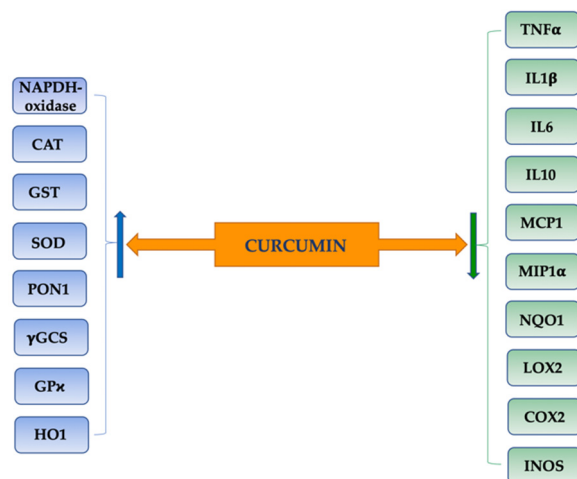 NAPDH-
oxidase
CAT
GST
SOD
PON1
γGCS
GPϰ
HO1
CURCUMIN
TNFα
IL1β
IL6
IL10
MCP1
MIP1α
NQO1
LOX2
COX2
INOS